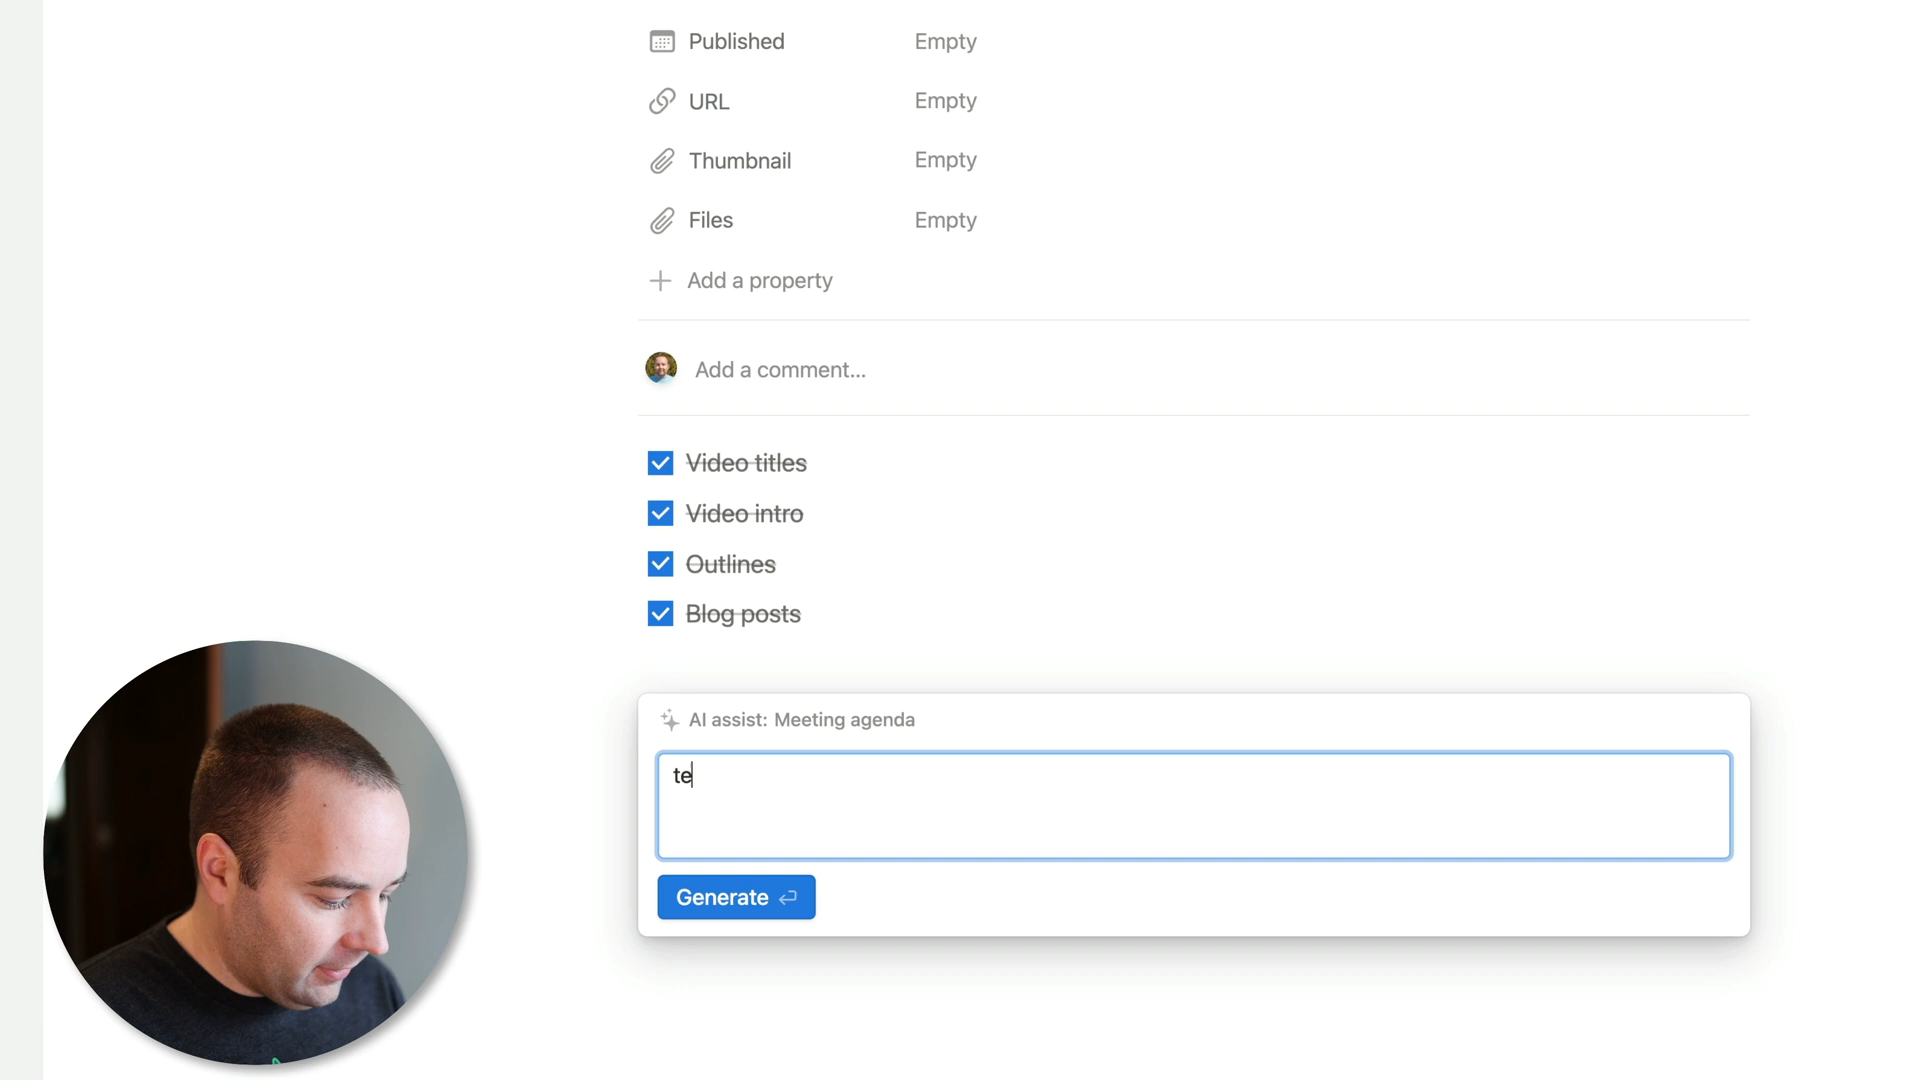 Published Empty
URL Empty
Thumbnail Empty
Files Empty
Add a property
Add a comment...
Video titles
Video intro
Outlines
Blog posts
AI assist: Meeting agenda
te
Generate